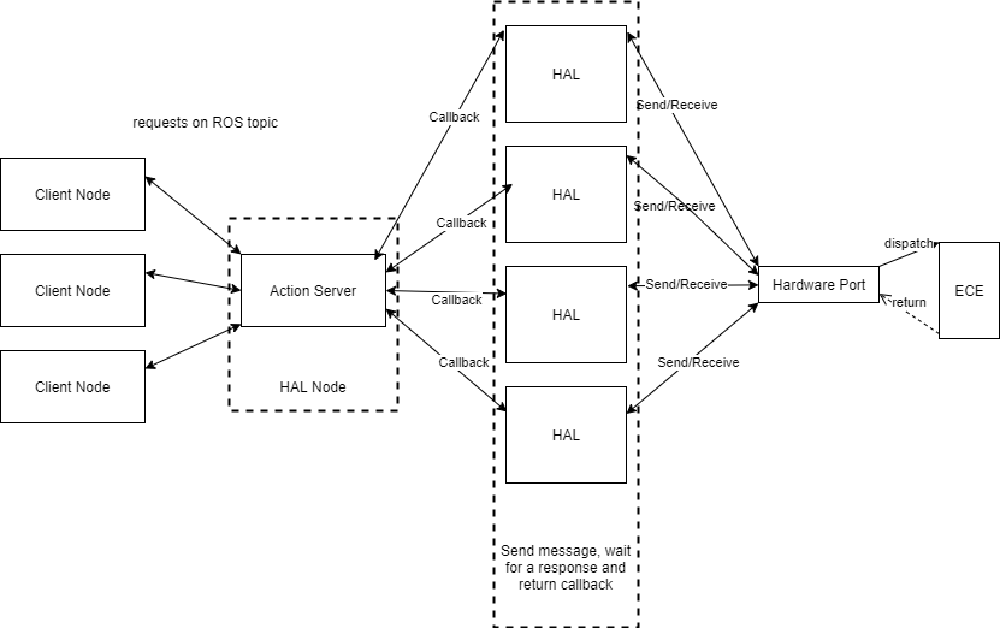 requests on ROS topic
Client Node
Client Node
Client Node
Action Server
HAL Node
Callback
Callback
Callback
Callback
HAL
HAL
HAL
HAL
Send message, wait
for a response and
return callback
Send/Receive
Send/Receive
Send/Receive
Send/Receive
Hardware Port
dispatch
return
ECE